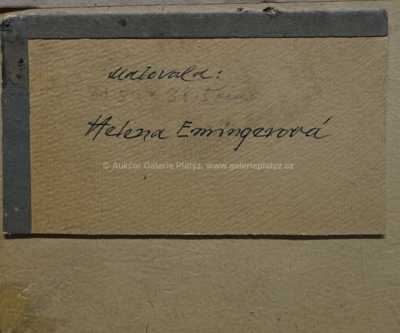 malovala:
Helena Emingerová
© Aukční Galerie Platýz, www.galerieplatyz.cz